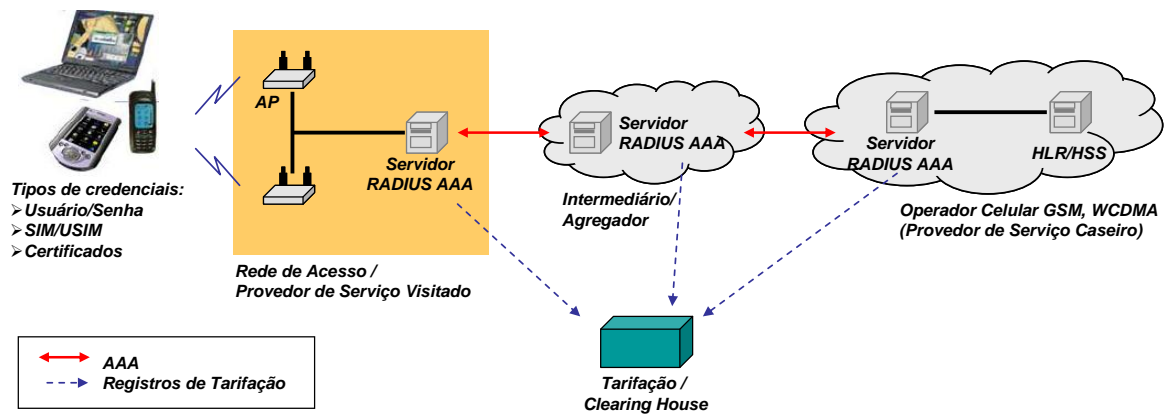 AP
Servidor
RADIUS AAA
Tipos de credenciais:
➢Usuário/Senha
➢SIM/USIM
➢Certificados
Rede de Acesso /
Provedor de Serviço Visitado
Servidor
RADIUS AAA
Intermediário/
Agregador
Servidor
RADIUS AAA
HLR/HSS
Operador Celular GSM, WCDMA
(Provedor de Serviço Caseiro)
Tarifação /
Clearing House
AAA
Registros de Tarifação